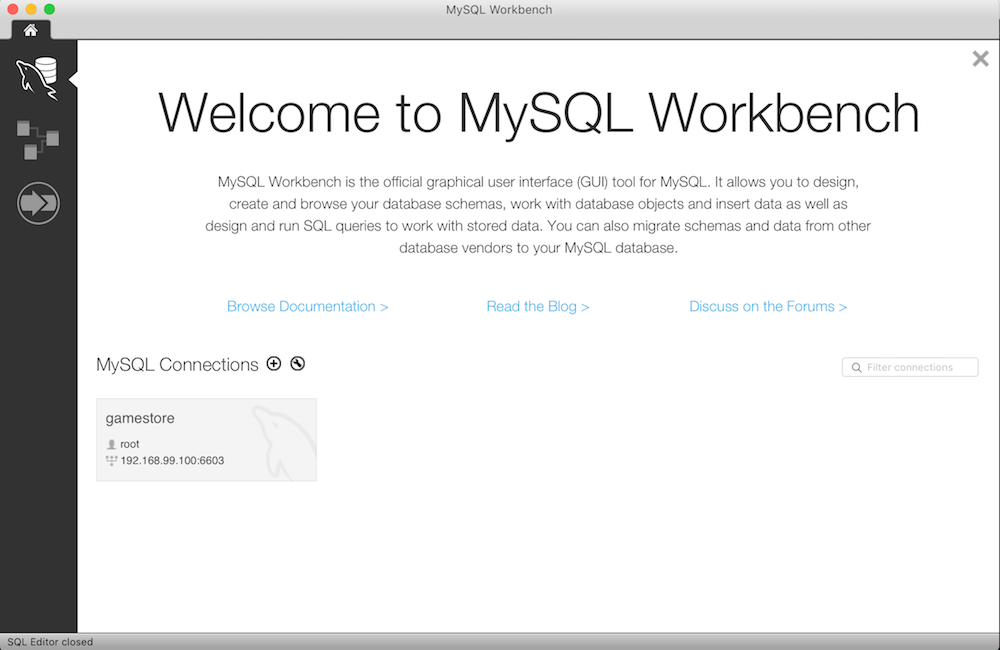 MySQL Workbench
Welcome to MySQL Workbench
MySQL Workbench is the official graphical user interface (GUI) tool for MySQL. It allows you to design,
create and browse your database schemas, work with database objects and insert data as well as
design and run SQL queries to work with stored data. You can also migrate schemas and data from other
database vendors to your MySQL database.
Browse Documentation > Read the Blog > Discuss on the Forums >
MySQL Connections Filter connections
gamestore
root
192.168.99.100:6603
SQL Editor closed